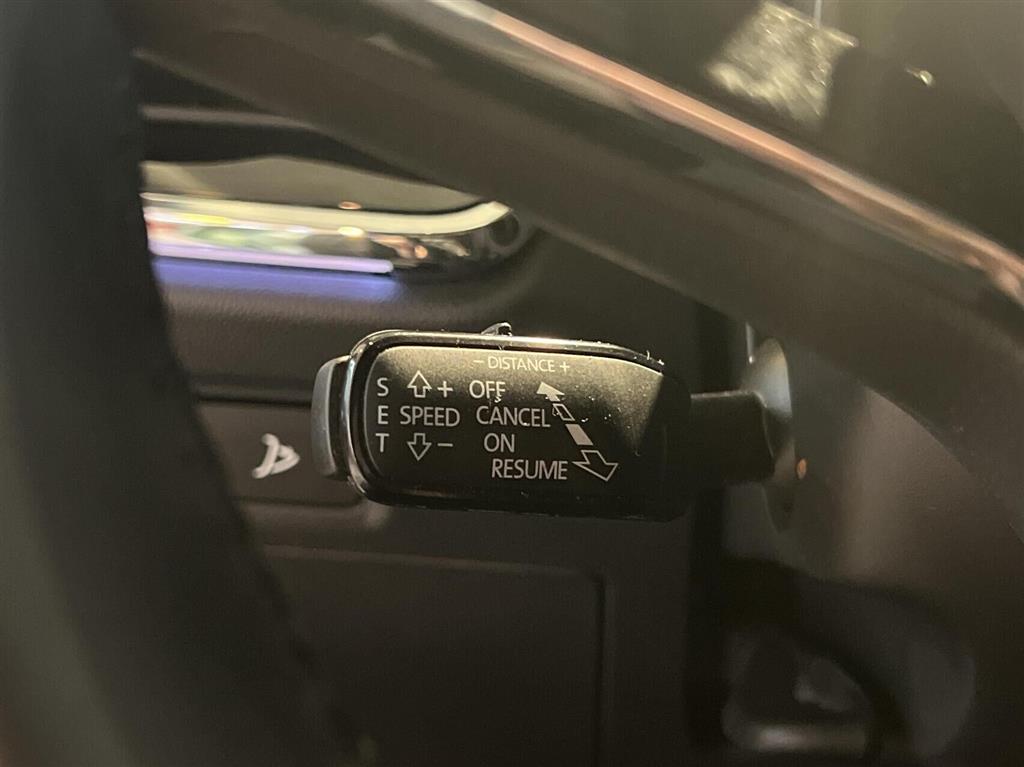 - DISTANCE +
S + OFF
E SPEED CANCEL
T - ON
RESUME